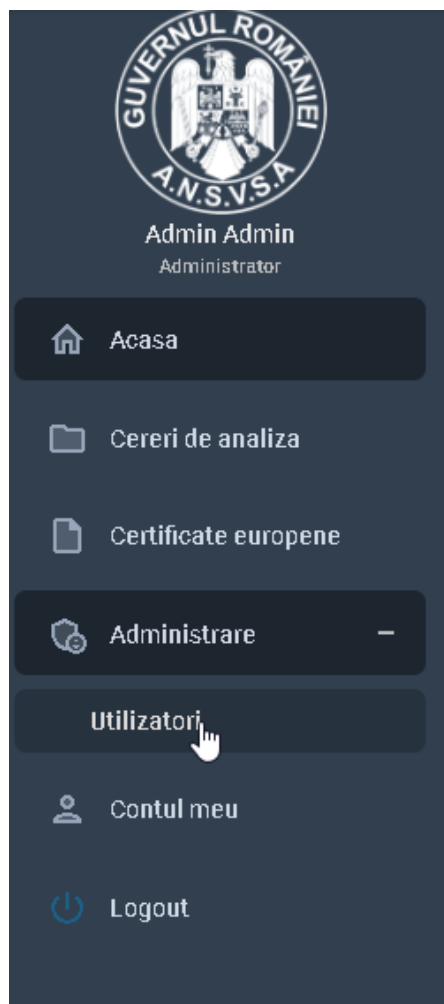 GUVERNUL ROMÂNIEI
A.N.S.V.S.A
Admin Admin
Administrator
Acasa
Cereri de analiza
Certificate europene
Administrare
Utilizatori
Contul meu
Logout